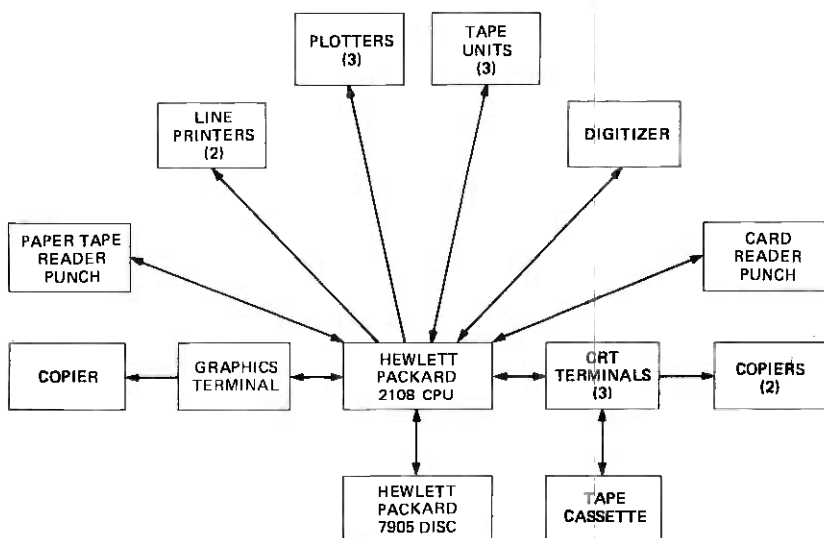 PLOTTERS
(3)
TAPE
UNITS
(3)
LINE
PRINTERS
(2)
DIGITIZER
PAPER TAPE
READER
PUNCH
CARD
READER
PUNCH
COPIER
GRAPHICS
TERMINAL
HEWLETT
PACKARD
2108 CPU
CRT
TERMINALS
(3)
COPIERS
(2)
HEWLETT
PACKARD
7905 DISC
TAPE
CASSETTE